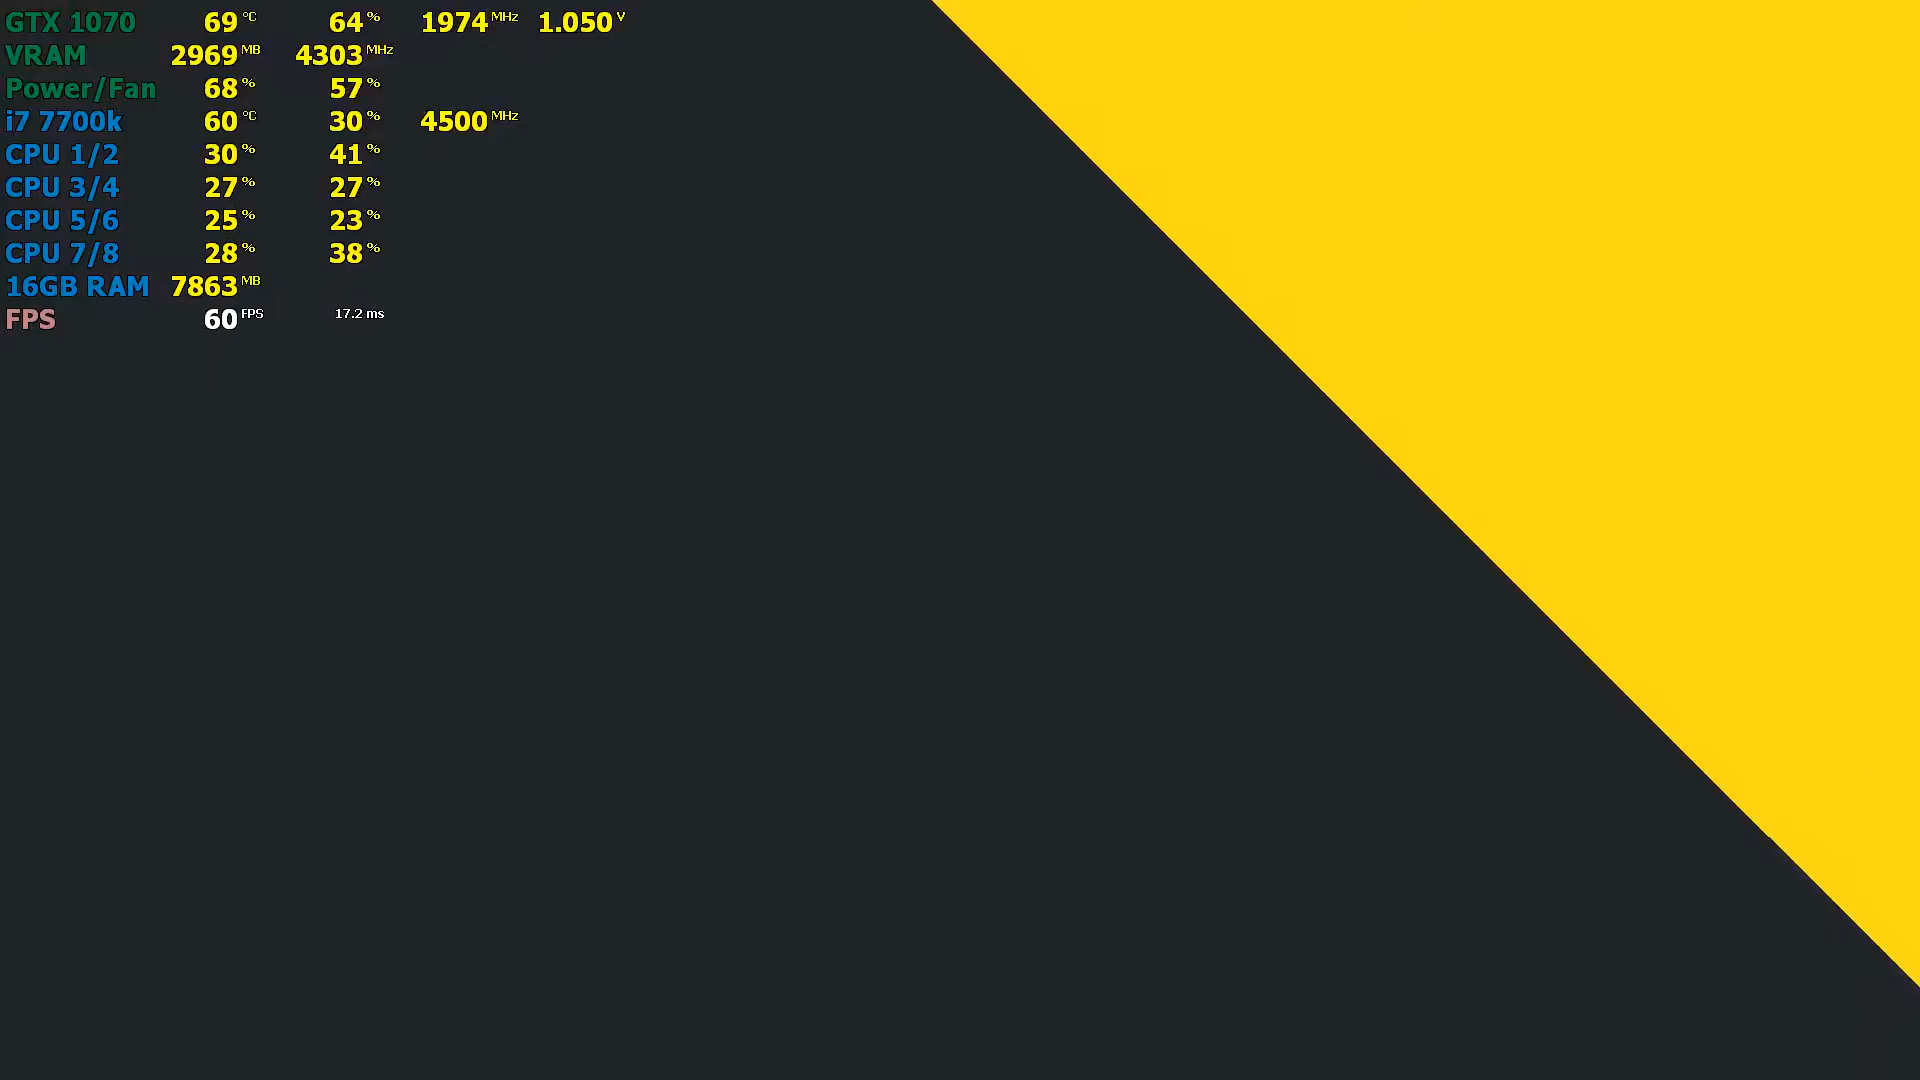 GTX 1070 69 °C 64 % 1974 MHz 1.050 V
VRAM 2969 MB 4303 MHz
Power/Fan 68 % 57 %
i7 7700k 60 °C 30 % 4500 MHz
CPU 1/2 30 % 41 %
CPU 3/4 27 % 27 %
CPU 5/6 25 % 23 %
CPU 7/8 28 % 38 %
16GB RAM 7863 MB
FPS 60 FPS 17.2 ms